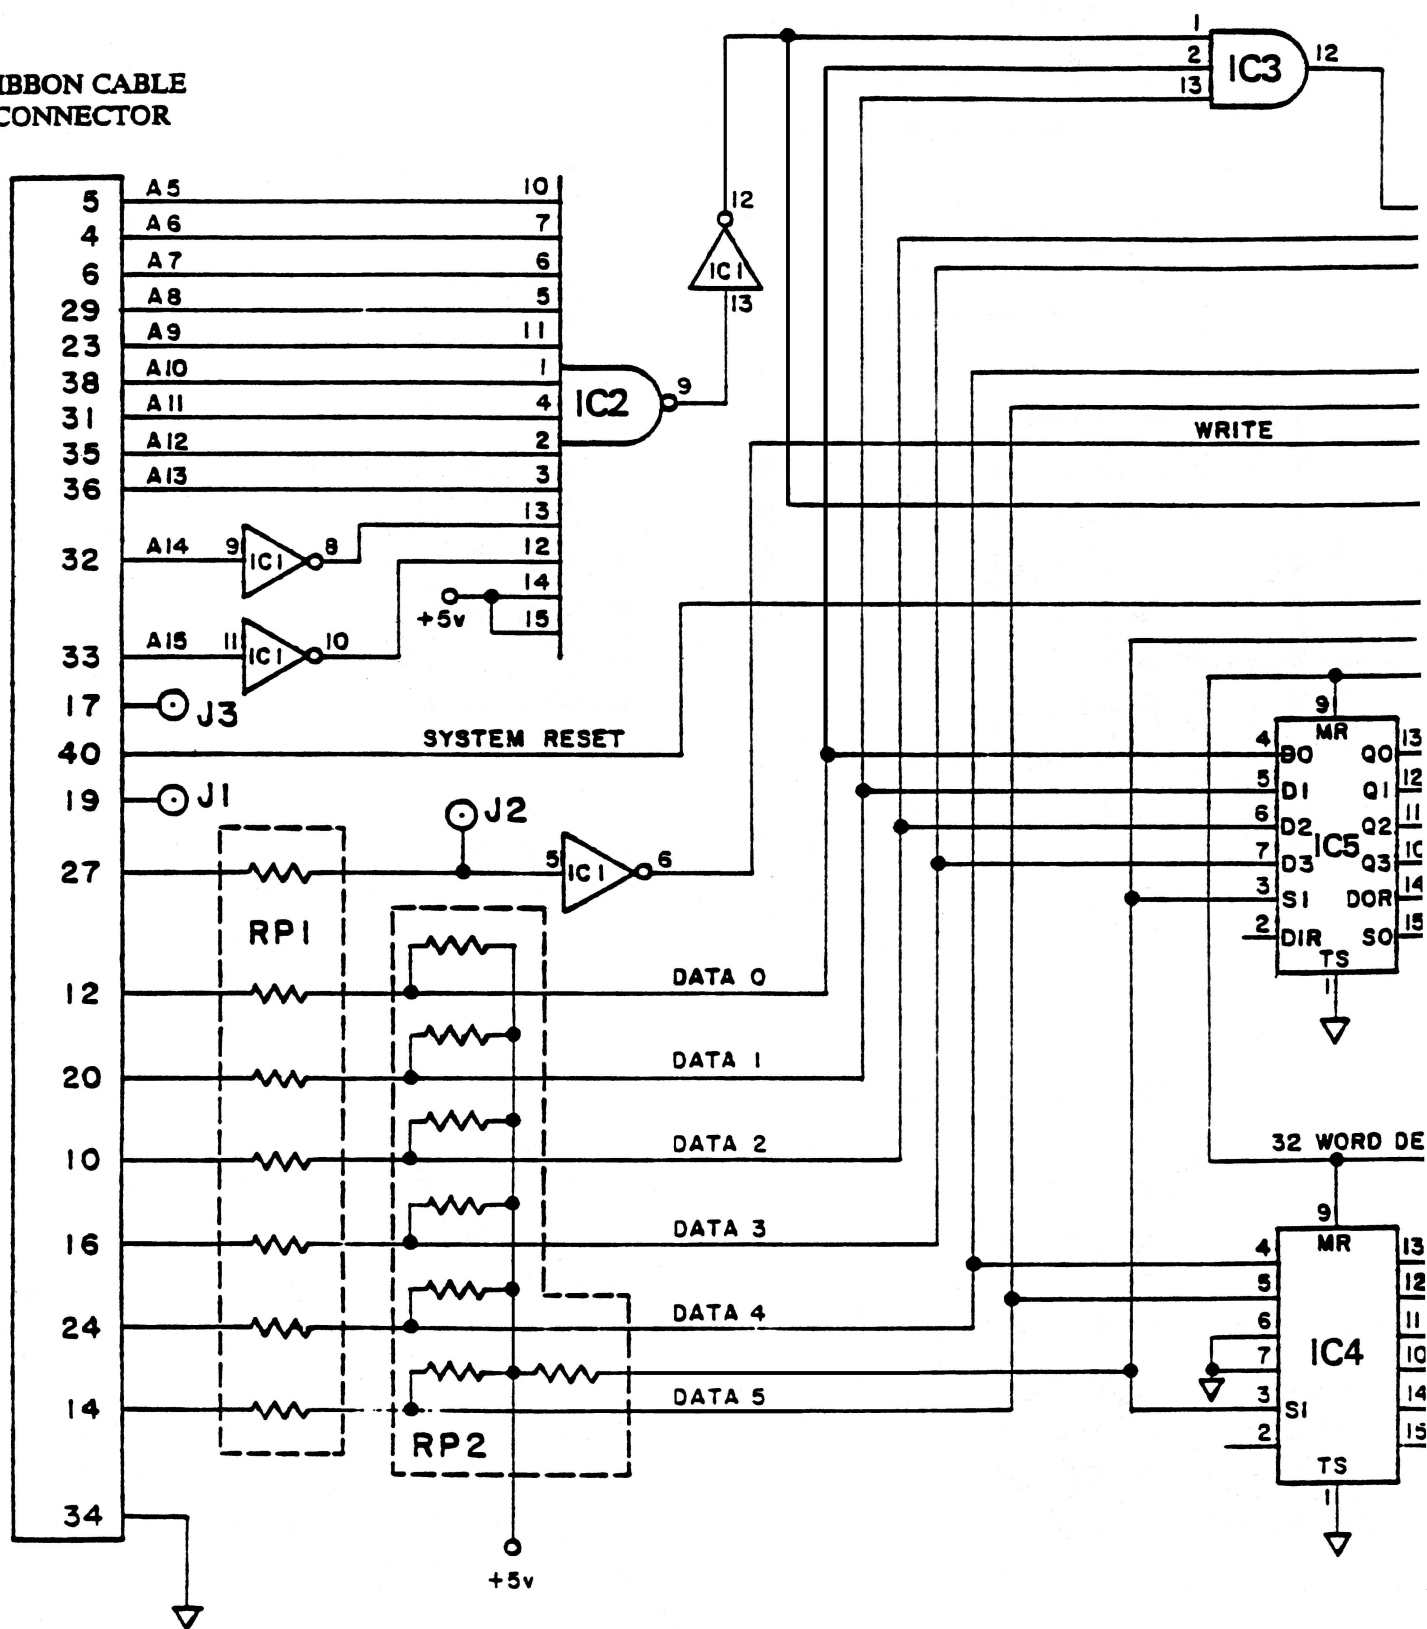 IBBON CABLE
CONNECTOR
1
2
13
IC3
12
5 A5 10
4 A6 7
6 A7 6
29 A8 5
23 A9 11
38 A10 1
31 A11 4
35 A12 2
36 A13 3
13
32 A14 9 IC1 8
12
14
+5v
15
33 A15 11 IC1 10
IC2
9
12
IC1
13
WRITE
17 J3
40 SYSTEM RESET
19 J1
J2
27 5 IC1 6
RP1
12 DATA 0
20 DATA 1
10 DATA 2
16 DATA 3
24 DATA 4
14 DATA 5
RP2
34
+5v
9
MR
4 BO QO 13
5 D1 Q1 12
6 D2 Q2 11
IC5
7 D3 Q3 10
3 SI DOR 14
2 DIR SO 15
TS
1
32 WORD DE
9
MR
4 13
5 12
6 11
IC4
7 10
3 SI 14
2 15
TS
1